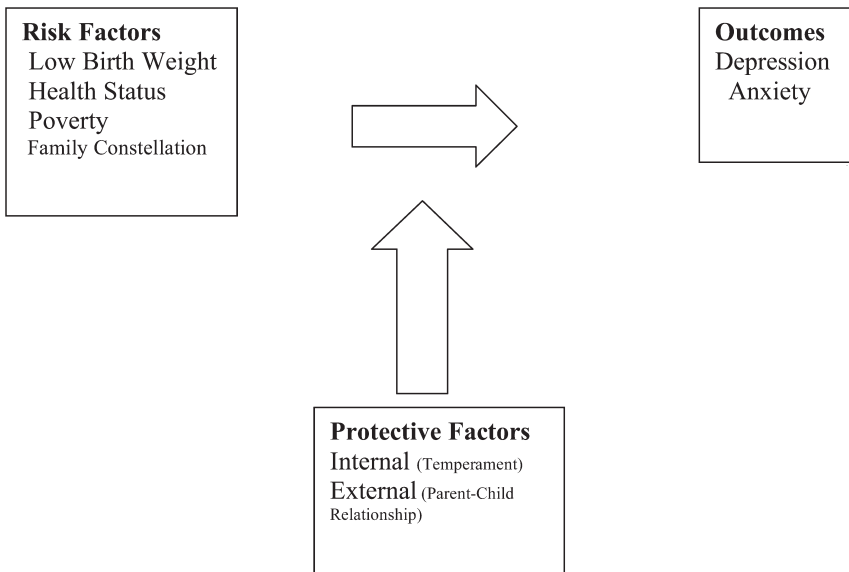 Risk Factors
Low Birth Weight
Health Status
Poverty
Family Constellation
Outcomes
Depression
Anxiety
Protective Factors
Internal (Temperament)
External (Parent-Child
Relationship)